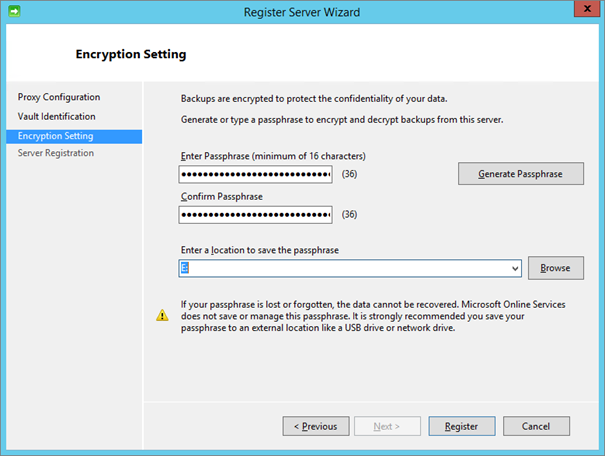 Register Server Wizard
x
Encryption Setting
Proxy Configuration
Vault Identification
Encryption Setting
Server Registration
Backups are encrypted to protect the confidentiality of your data.
Generate or type a passphrase to encrypt and decrypt backups from this server.
Enter Passphrase (minimum of 16 characters)
•••••••••••••••••••••••••••• (36) Generate Passphrase
Confirm Passphrase
•••••••••••••••••••••••••••• (36)
Enter a location to save the passphrase
E: Browse
If your passphrase is lost or forgotten, the data cannot be recovered. Microsoft Online Services
does not save or manage this passphrase. It is strongly recommended you save your
passphrase to an external location like a USB drive or network drive.
< Previous Next > Register Cancel